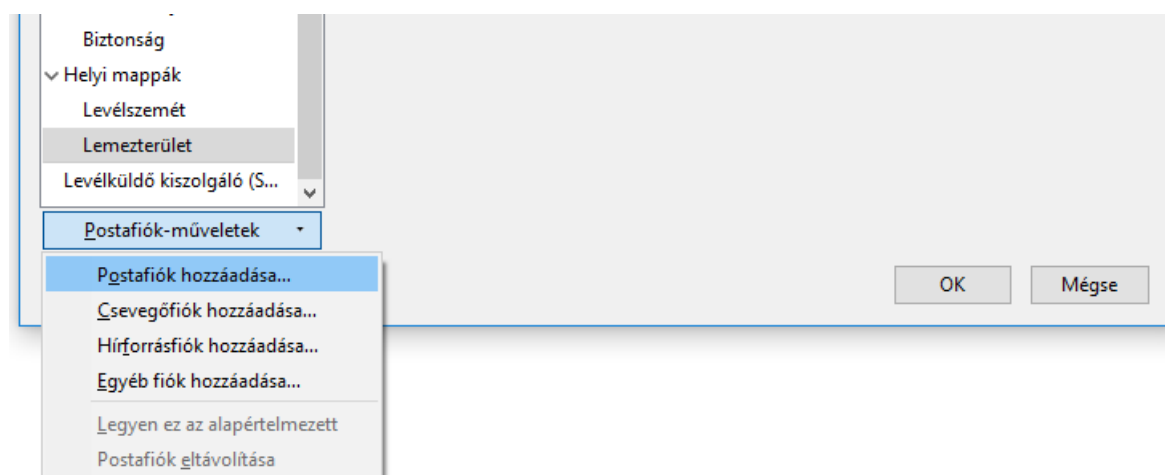 Biztonság
Helyi mappák
Levélszemét
Lemezterület
Levélküldő kiszolgáló (S...
Postafiók-műveletek
Postafiók hozzáadása...
Csevegőfiók hozzáadása...
Hírforrásfiók hozzáadása...
Egyéb fiók hozzáadása...
Legyen ez az alapértelmezett
Postafiók eltávolítása
OK
Mégse